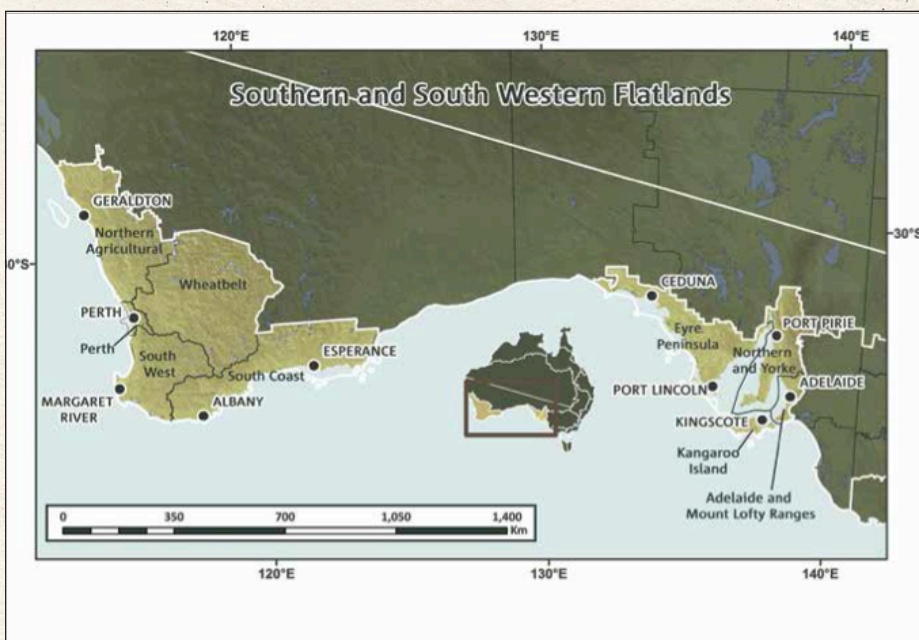 120°E
130°E
140°E
Southern and South Western Flatlands
GERALDTON
Northern
Agricultural
30°S
0°S
Wheatbelt
CEDUNA
PERTH
Perth
Eyre
Peninsula
PORT PIRIE
Northern
and Yorke
South
West
ESPERANCE
South Coast
MARGARET
RIVER
ALBANY
PORT LINCOLN
ADELAIDE
KINGSCOTE
Kangaroo
Island
Adelaide and
Mount Lofty Ranges
0
350
700
1,050
1,400
Km
120°E
130°E
140°E